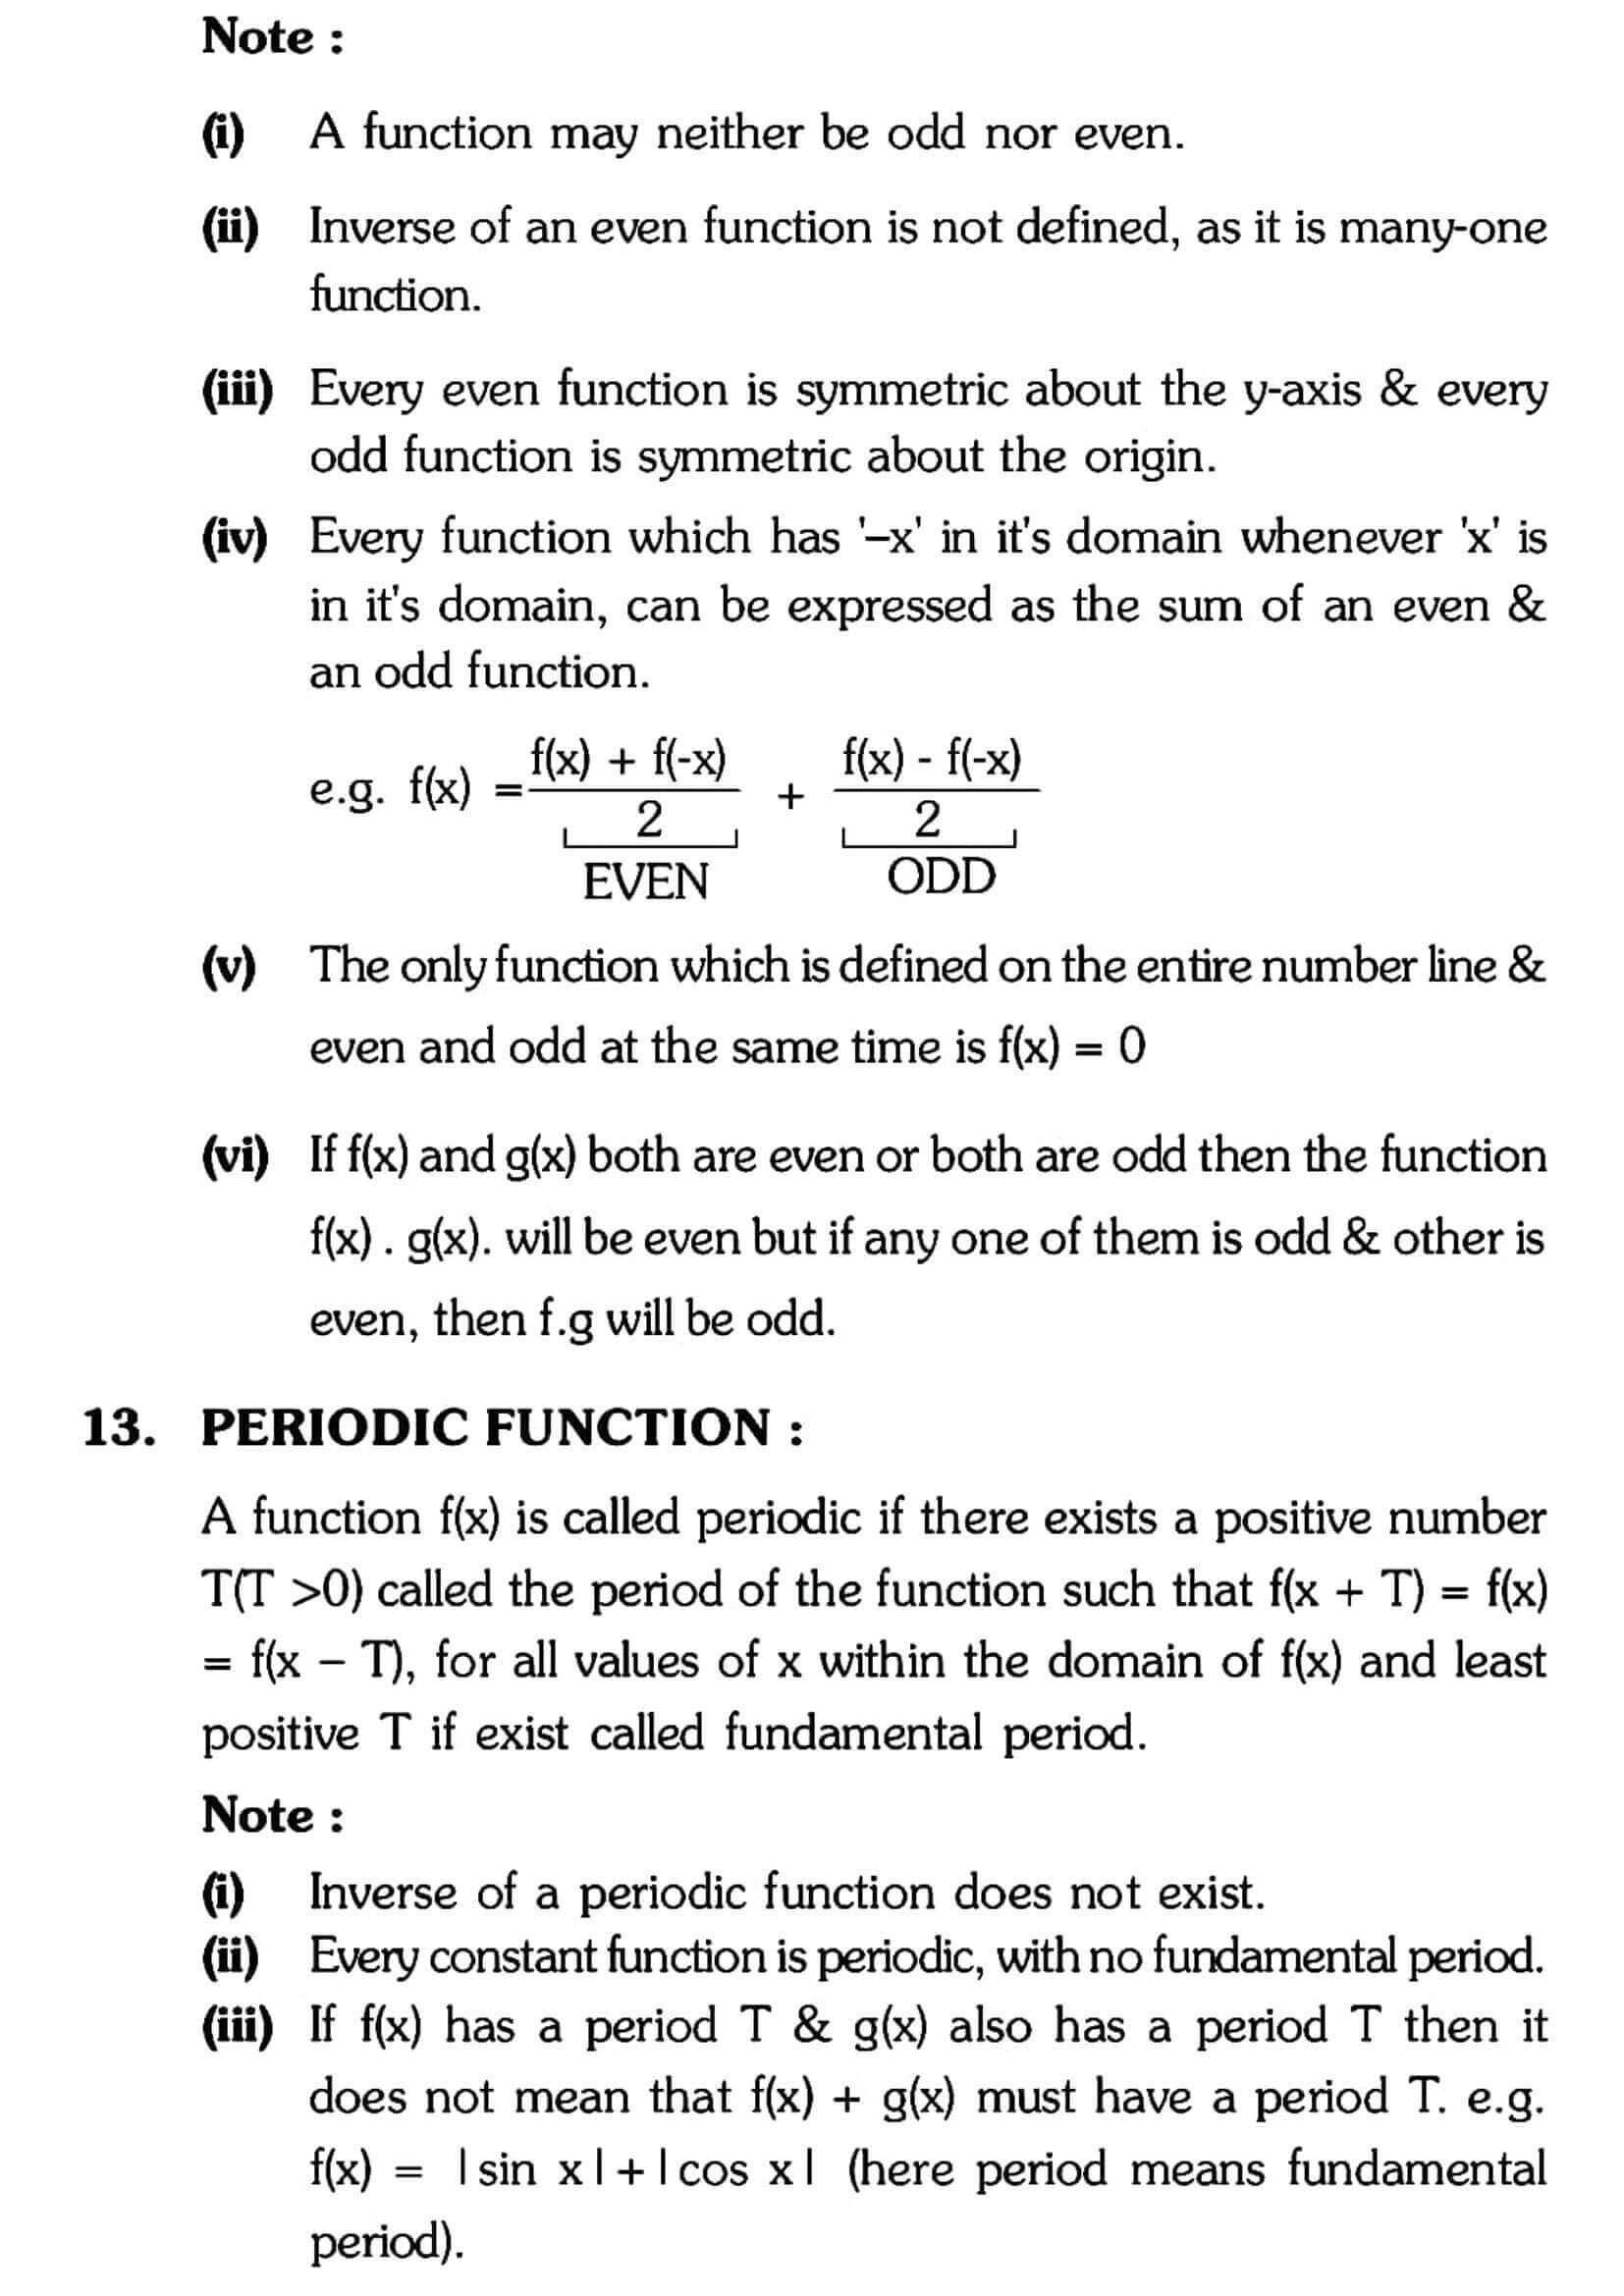 Note :
(i) A function may neither be odd nor even.
(ii) Inverse of an even function is not defined, as it is many-one
function.
(iii) Every even function is symmetric about the y-axis & every
odd function is symmetric about the origin.
(iv) Every function which has '–x' in it's domain whenever 'x' is
in it's domain, can be expressed as the sum of an even &
an odd function.
e.g. f(x) = f(x) + f(-x) / 2 + f(x) - f(-x) / 2
EVEN ODD
(v) The only function which is defined on the entire number line &
even and odd at the same time is f(x) = 0
(vi) If f(x) and g(x) both are even or both are odd then the function
f(x) . g(x). will be even but if any one of them is odd & other is
even, then f.g will be odd.
13. PERIODIC FUNCTION :
A function f(x) is called periodic if there exists a positive number
T(T >0) called the period of the function such that f(x + T) = f(x)
= f(x – T), for all values of x within the domain of f(x) and least
positive T if exist called fundamental period.
Note :
(i) Inverse of a periodic function does not exist.
(ii) Every constant function is periodic, with no fundamental period.
(iii) If f(x) has a period T & g(x) also has a period T then it
does not mean that f(x) + g(x) must have a period T. e.g.
f(x) = |sin x|+|cos x| (here period means fundamental
period).